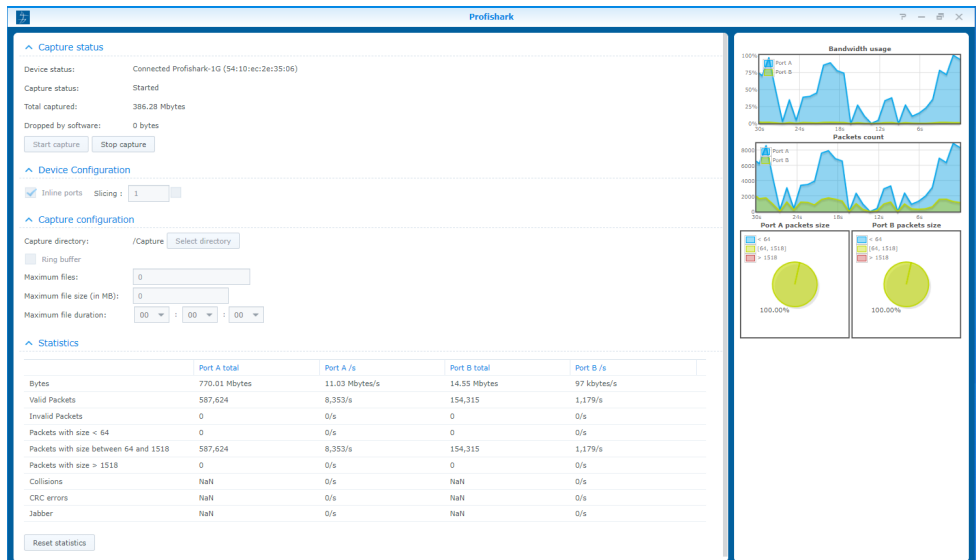 Profishark
Capture status
Device status: Connected Profishark-1G (54:10:ec:2e:35:06)
Capture status: Started
Total captured: 386.28 Mbytes
Dropped by software: 0 bytes
Start capture Stop capture
Device Configuration
Inline ports Slicing : 1
Capture configuration
Capture directory: /Capture Select directory
Ring buffer
Maximum files: 0
Maximum file size (in MB): 0
Maximum file duration: 00 : 00 : 00
Statistics
Port A total Port A /s Port B total Port B /s
Bytes 770.01 Mbytes 11.03 Mbytes/s 14.55 Mbytes 97 kbytes/s
Valid Packets 587,624 8,353/s 154,315 1,179/s
Invalid Packets 0 0/s 0 0/s
Packets with size < 64 0 0/s 0 0/s
Packets with size between 64 and 1518 587,624 8,353/s 154,315 1,179/s
Packets with size > 1518 0 0/s 0 0/s
Collisions NaN 0/s NaN 0/s
CRC errors NaN 0/s NaN 0/s
Jabber NaN 0/s NaN 0/s
Reset statistics
Bandwidth usage
100%
75%
50%
25%
0%
Port A
Port B
30s 24s 18s 12s 6s
Packets count
8000
6000
4000
2000
0
Port A
Port B
30s 24s 18s 12s 6s
Port A packets size
< 64
[64, 1518]
> 1518
100.00%
Port B packets size
< 64
[64, 1518]
> 1518
100.00%